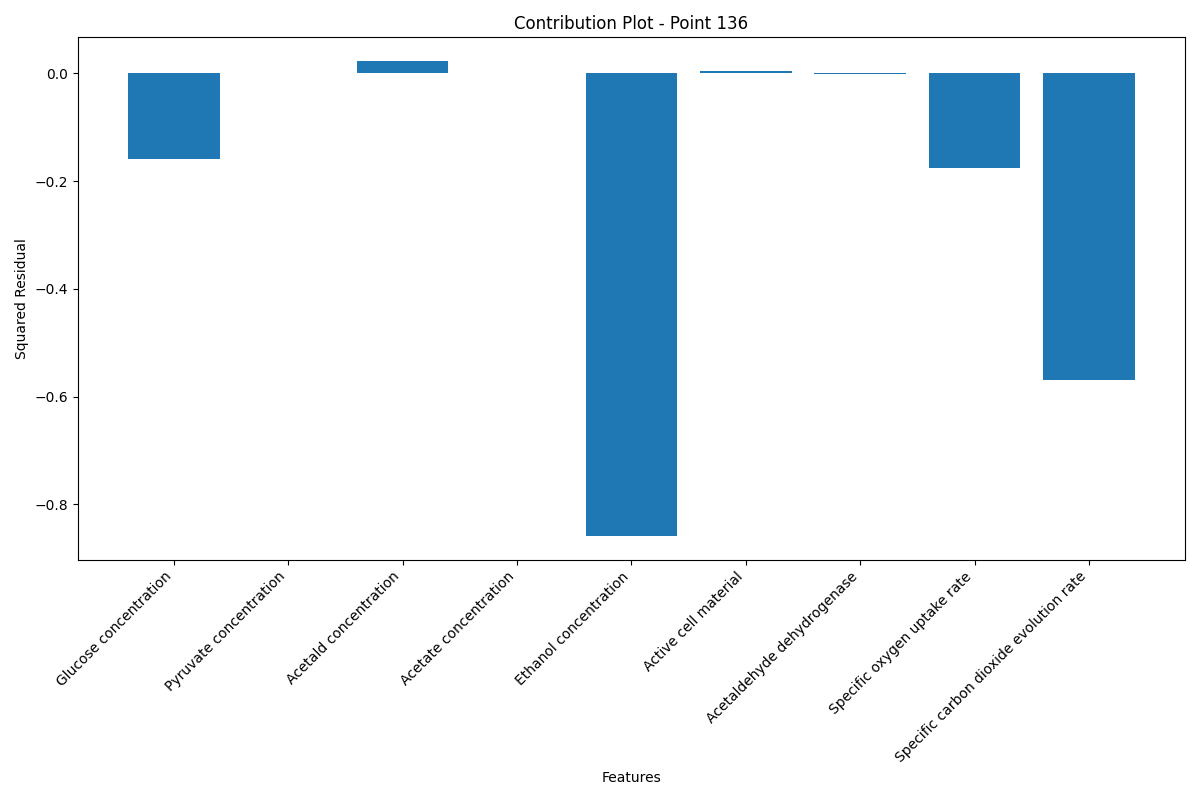 Contribution Plot - Point 136
Squared Residual
0.0
−0.2
−0.4
−0.6
−0.8
Glucose concentration
Pyruvate concentration
Acetald concentration
Acetate concentration
Ethanol concentration
Active cell material
Acetaldehyde dehydrogenase
Specific oxygen uptake rate
Specific carbon dioxide evolution rate
Features